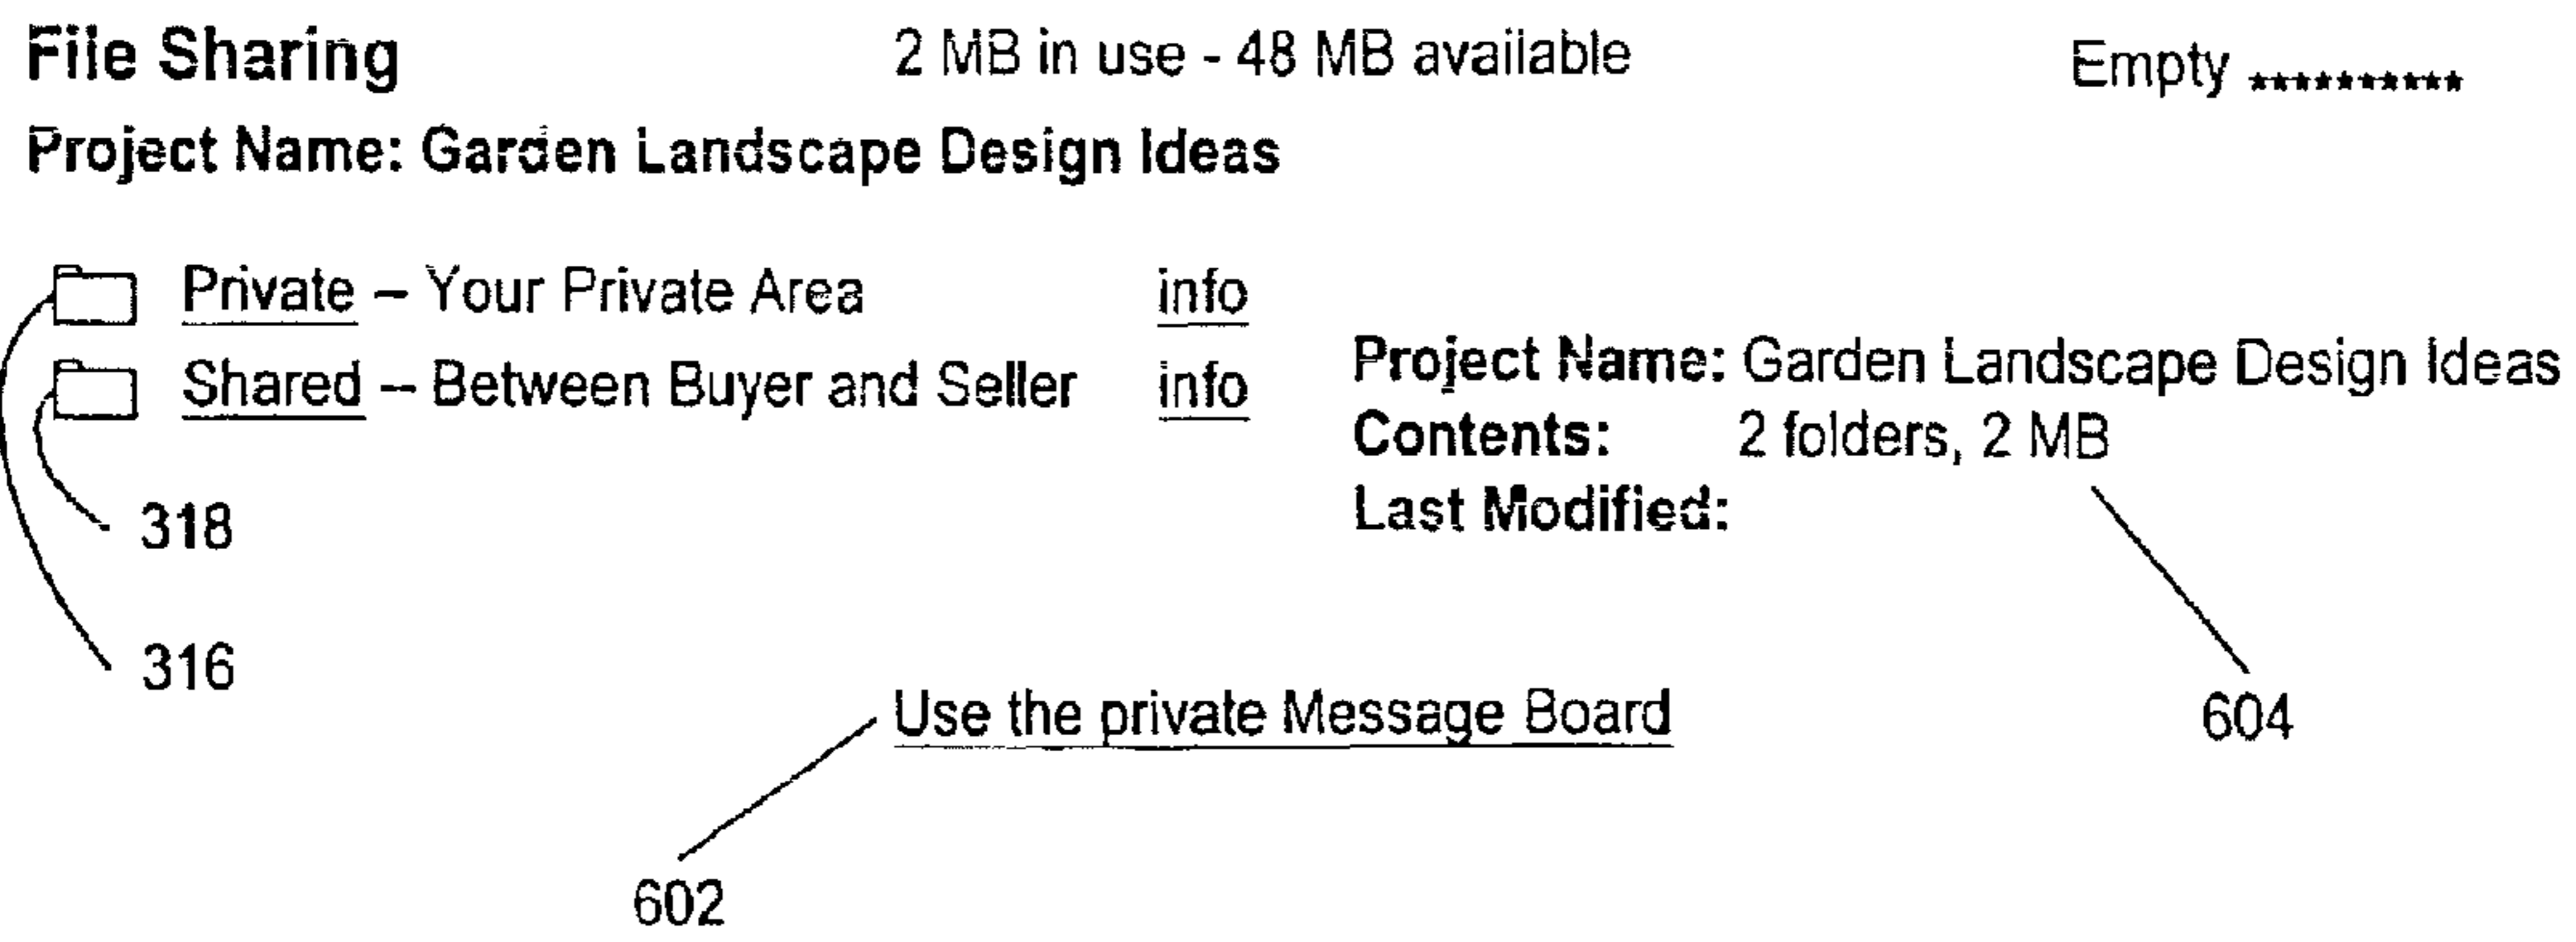 File Sharing 2 MB in use - 48 MB available Empty **********
Project Name: Garden Landscape Design Ideas
Private – Your Private Area info
Shared – Between Buyer and Seller info
Project Name: Garden Landscape Design Ideas
Contents: 2 folders, 2 MB
Last Modified:
318
316
Use the private Message Board
604
602